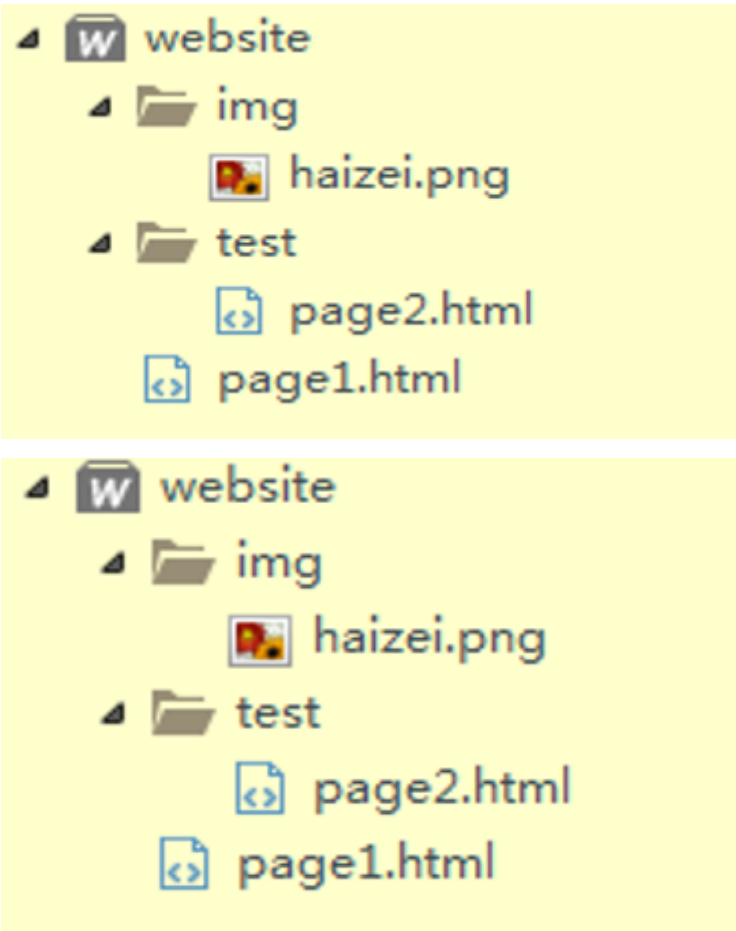 website
img
haizei.png
test
page2.html
page1.html
website
img
haizei.png
test
page2.html
page1.html